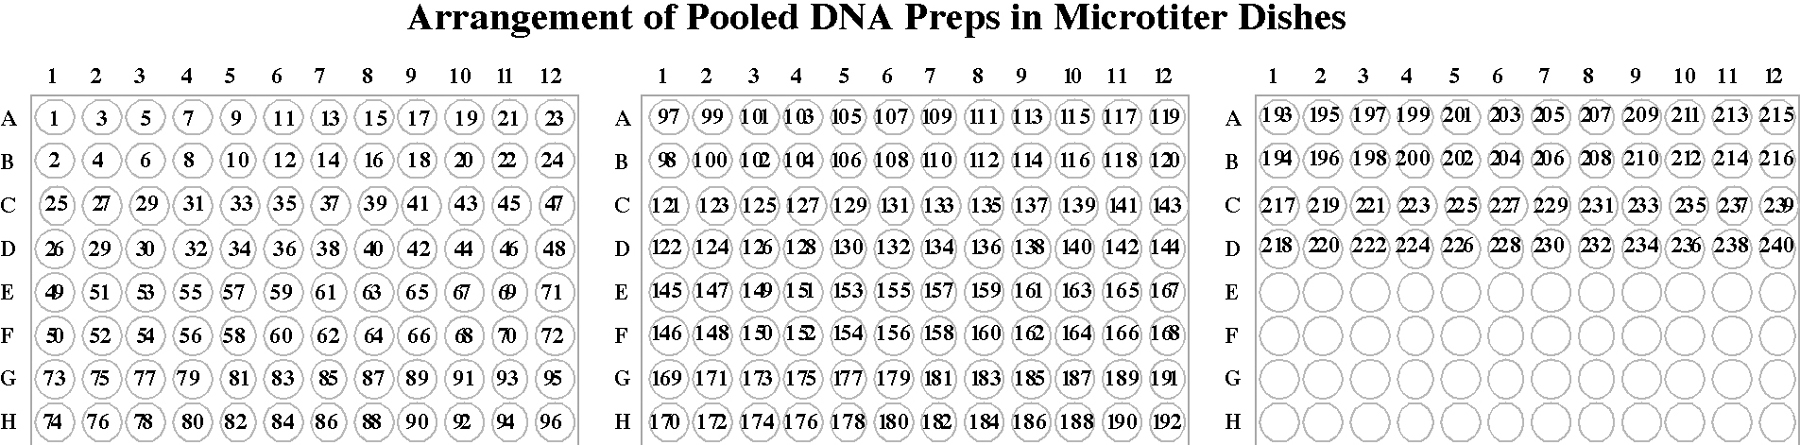 Arrangement of Pooled DNA Preps in Microtiter Dishes
1 2 3 4 5 6 7 8 9 10 11 12 1 2 3 4 5 6 7 8 9 10 11 12 1 2 3 4 5 6 7 8 9 10 11 12
A 1 3 5 7 9 11 13 15 17 19 21 23 A 97 99 101 103 105 107 109 111 113 115 117 119 A 193 195 197 199 201 203 205 207 209 211 213 215
B 2 4 6 8 10 12 14 16 18 20 22 24 B 98 100 102 104 106 108 110 112 114 116 118 120 B 194 196 198 200 202 204 206 208 210 212 214 216
C 25 27 29 31 33 35 37 39 41 43 45 47 C 121 123 125 127 129 131 133 135 137 139 141 143 C 217 219 221 223 225 227 229 231 233 235 237 239
D 26 29 30 32 34 36 38 40 42 44 46 48 D 122 124 126 128 130 132 134 136 138 140 142 144 D 218 220 222 224 226 228 230 232 234 236 238 240
E 49 51 53 55 57 59 61 63 65 67 69 71 E 145 147 149 151 153 155 157 159 161 163 165 167 E
F 50 52 54 56 58 60 62 64 66 68 70 72 F 146 148 150 152 154 156 158 160 162 164 166 168 F
G 73 75 77 79 81 83 85 87 89 91 93 95 G 169 171 173 175 177 179 181 183 185 187 189 191 G
H 74 76 78 80 82 84 86 88 90 92 94 96 H 170 172 174 176 178 180 182 184 186 188 190 192 H